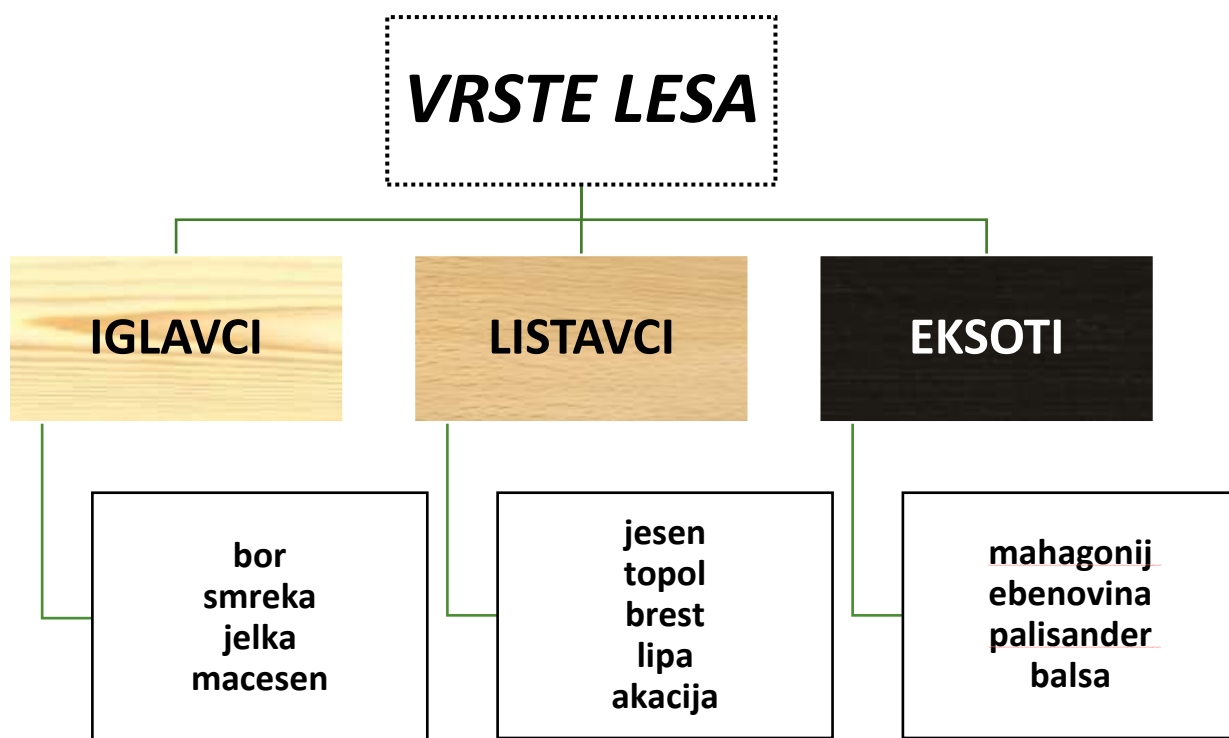 VRSTE LESA
IGLAVCI
LISTAVCI
EKSOTI
bor
smreka
jelka
macesen
jesen
topol
brest
lipa
akacija
mahagonij
ebenovina
palisander
balsa